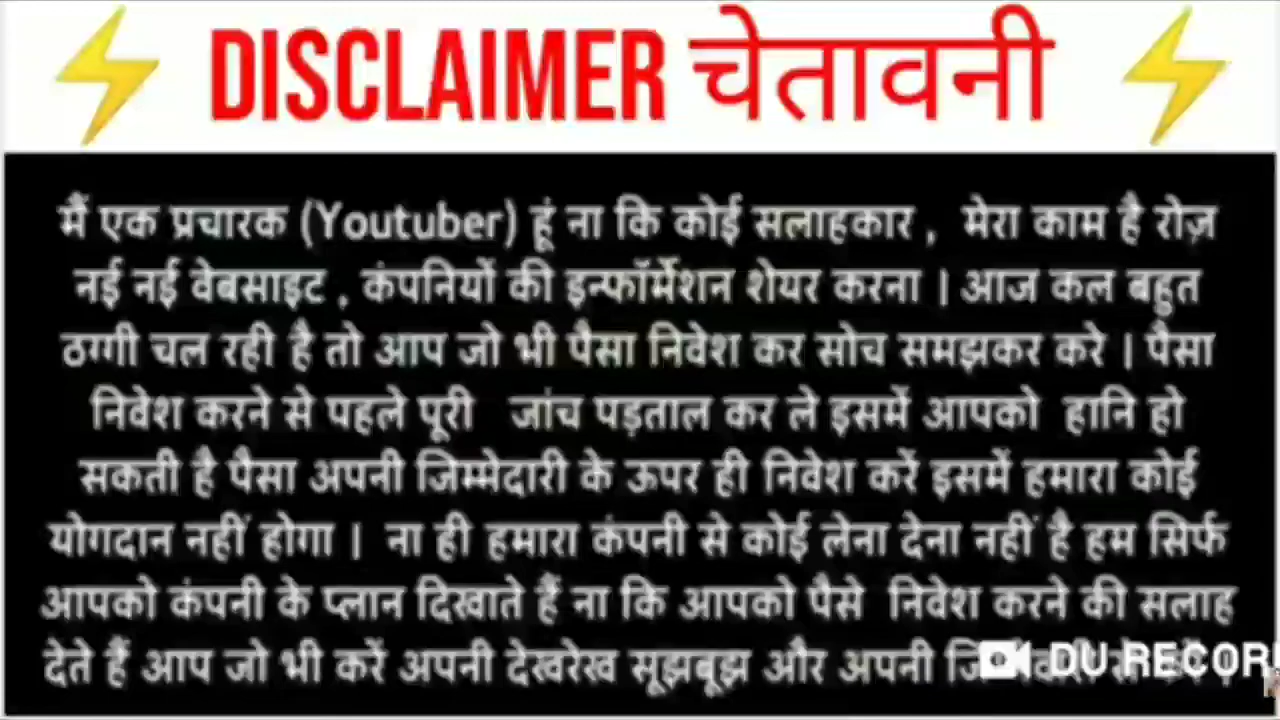 DISCLAIMER चेतावनी
मैं एक प्रचारक (Youtuber) हूं ना कि कोई सलाहकार , मेरा काम है रोज़
नई नई वेबसाइट , कंपनियों की इन्फॉर्मेशन शेयर करना । आज कल बहुत
ठग्गी चल रही है तो आप जो भी पैसा निवेश कर सोच समझकर करे । पैसा
निवेश करने से पहले पूरी जांच पड़ताल कर ले इसमें आपको हानि हो
सकती है पैसा अपनी जिम्मेदारी के ऊपर ही निवेश करें इसमें हमारा कोई
योगदान नहीं होगा । ना ही हमारा कंपनी से कोई लेना देना नहीं है हम सिर्फ
आपको कंपनी के प्लान दिखाते हैं ना कि आपको पैसे निवेश करने की सलाह
देते हैं आप जो भी करें अपनी देखरेख सूझबूझ और अपनी
DU RECOR